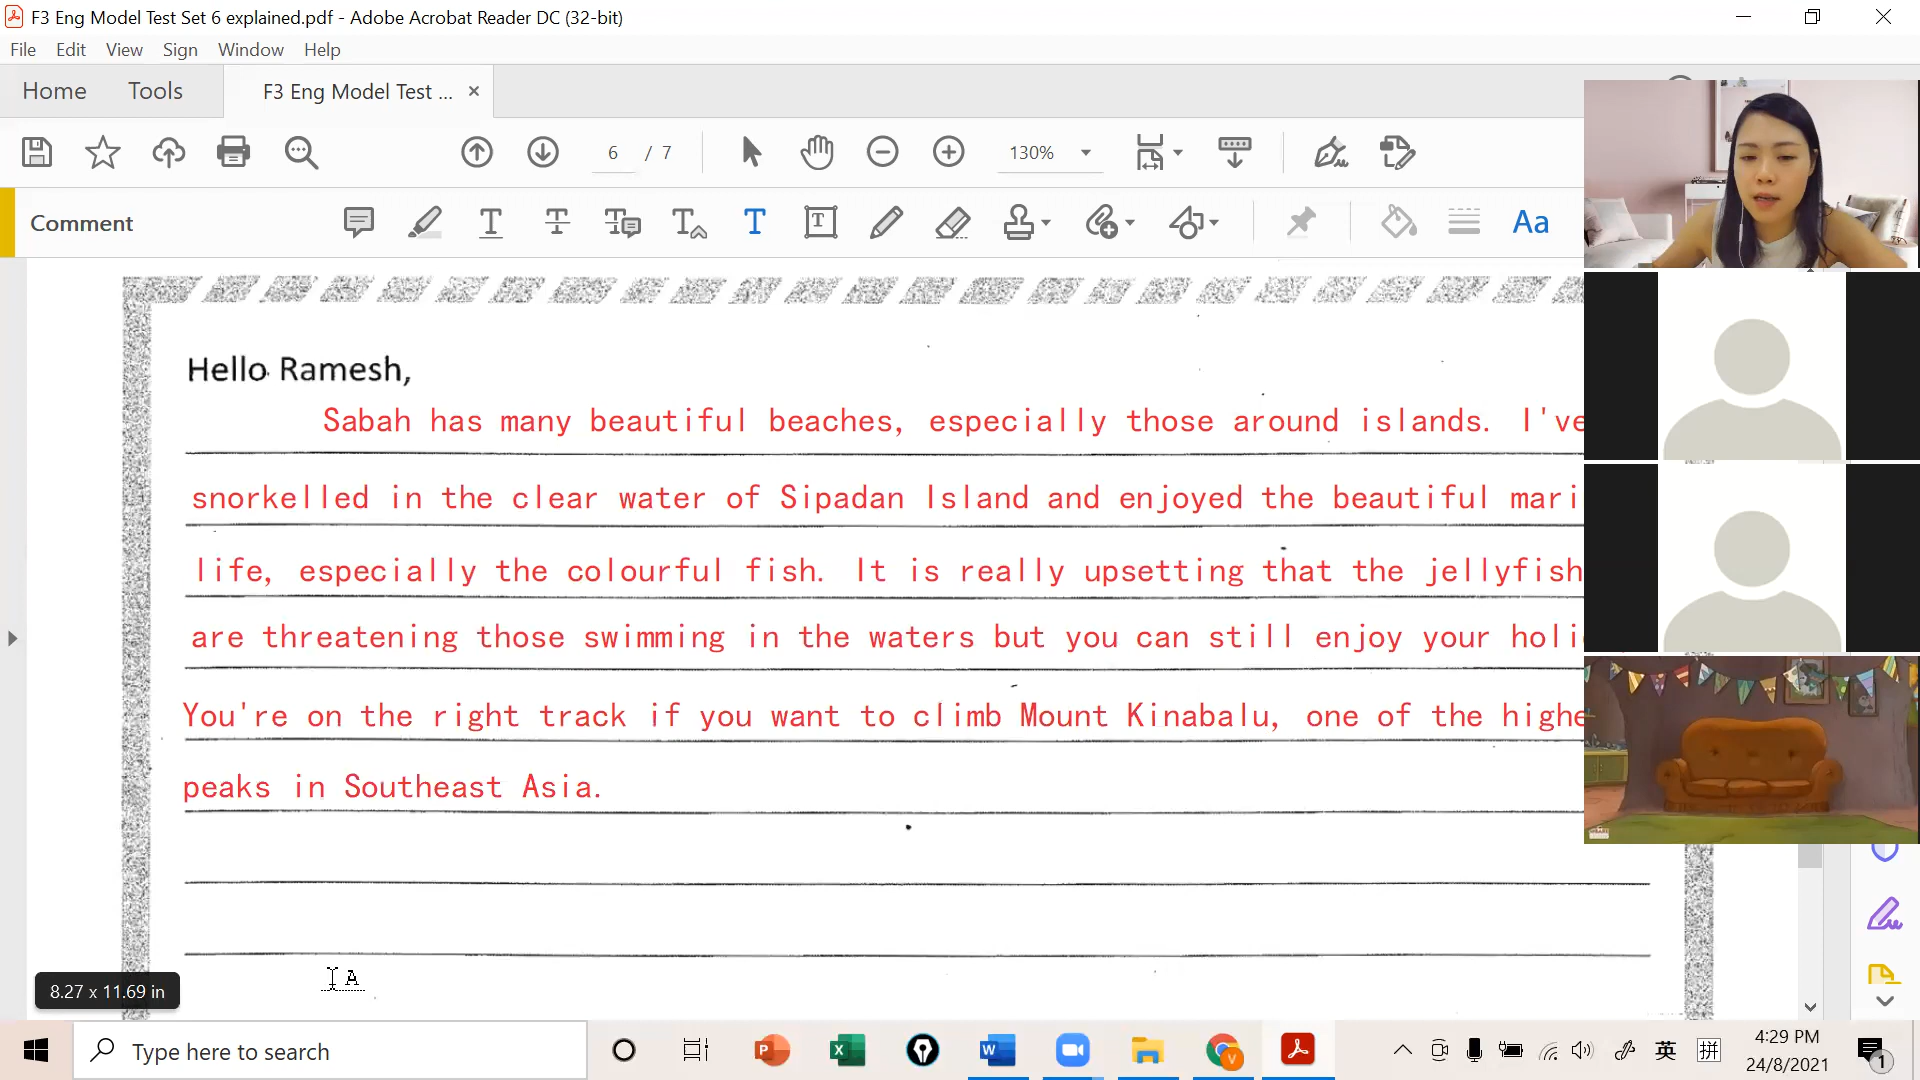 F3 Eng Model Test Set 6 explained.pdf - Adobe Acrobat Reader DC (32-bit)
File Edit View Sign Window Help
Home Tools F3 Eng Model Test ... ×
6 / 7 130%
Comment Aa
Hello Ramesh,
Sabah has many beautiful beaches, especially those around islands. I've
snorkelled in the clear water of Sipadan Island and enjoyed the beautiful mari
life, especially the colourful fish. It is really upsetting that the jellyfish
are threatening those swimming in the waters but you can still enjoy your holi
You're on the right track if you want to climb Mount Kinabalu, one of the highe
peaks in Southeast Asia.
8.27 x 11.69 in
Type here to search
英 拼
4:29 PM
24/8/2021
1